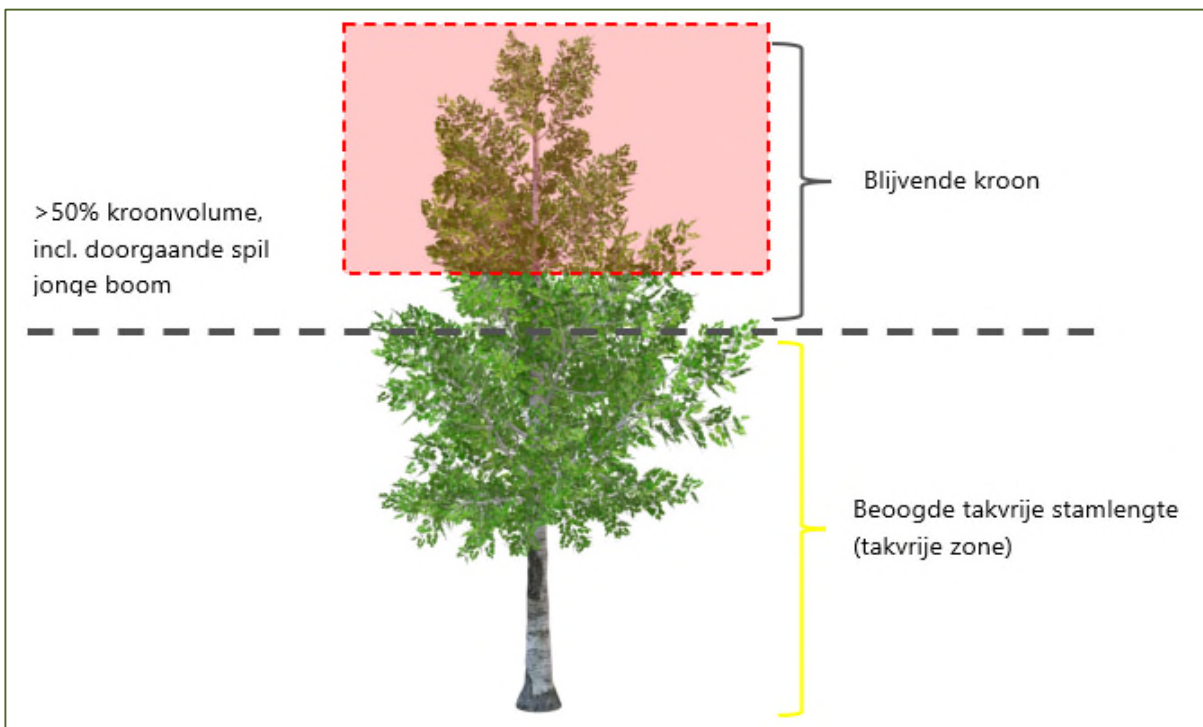 >50% kroonvolume,
incl. doorgaande spil
jonge boom
Blijvende kroon
Beoogde takvrije stamlengte
(takvrije zone)